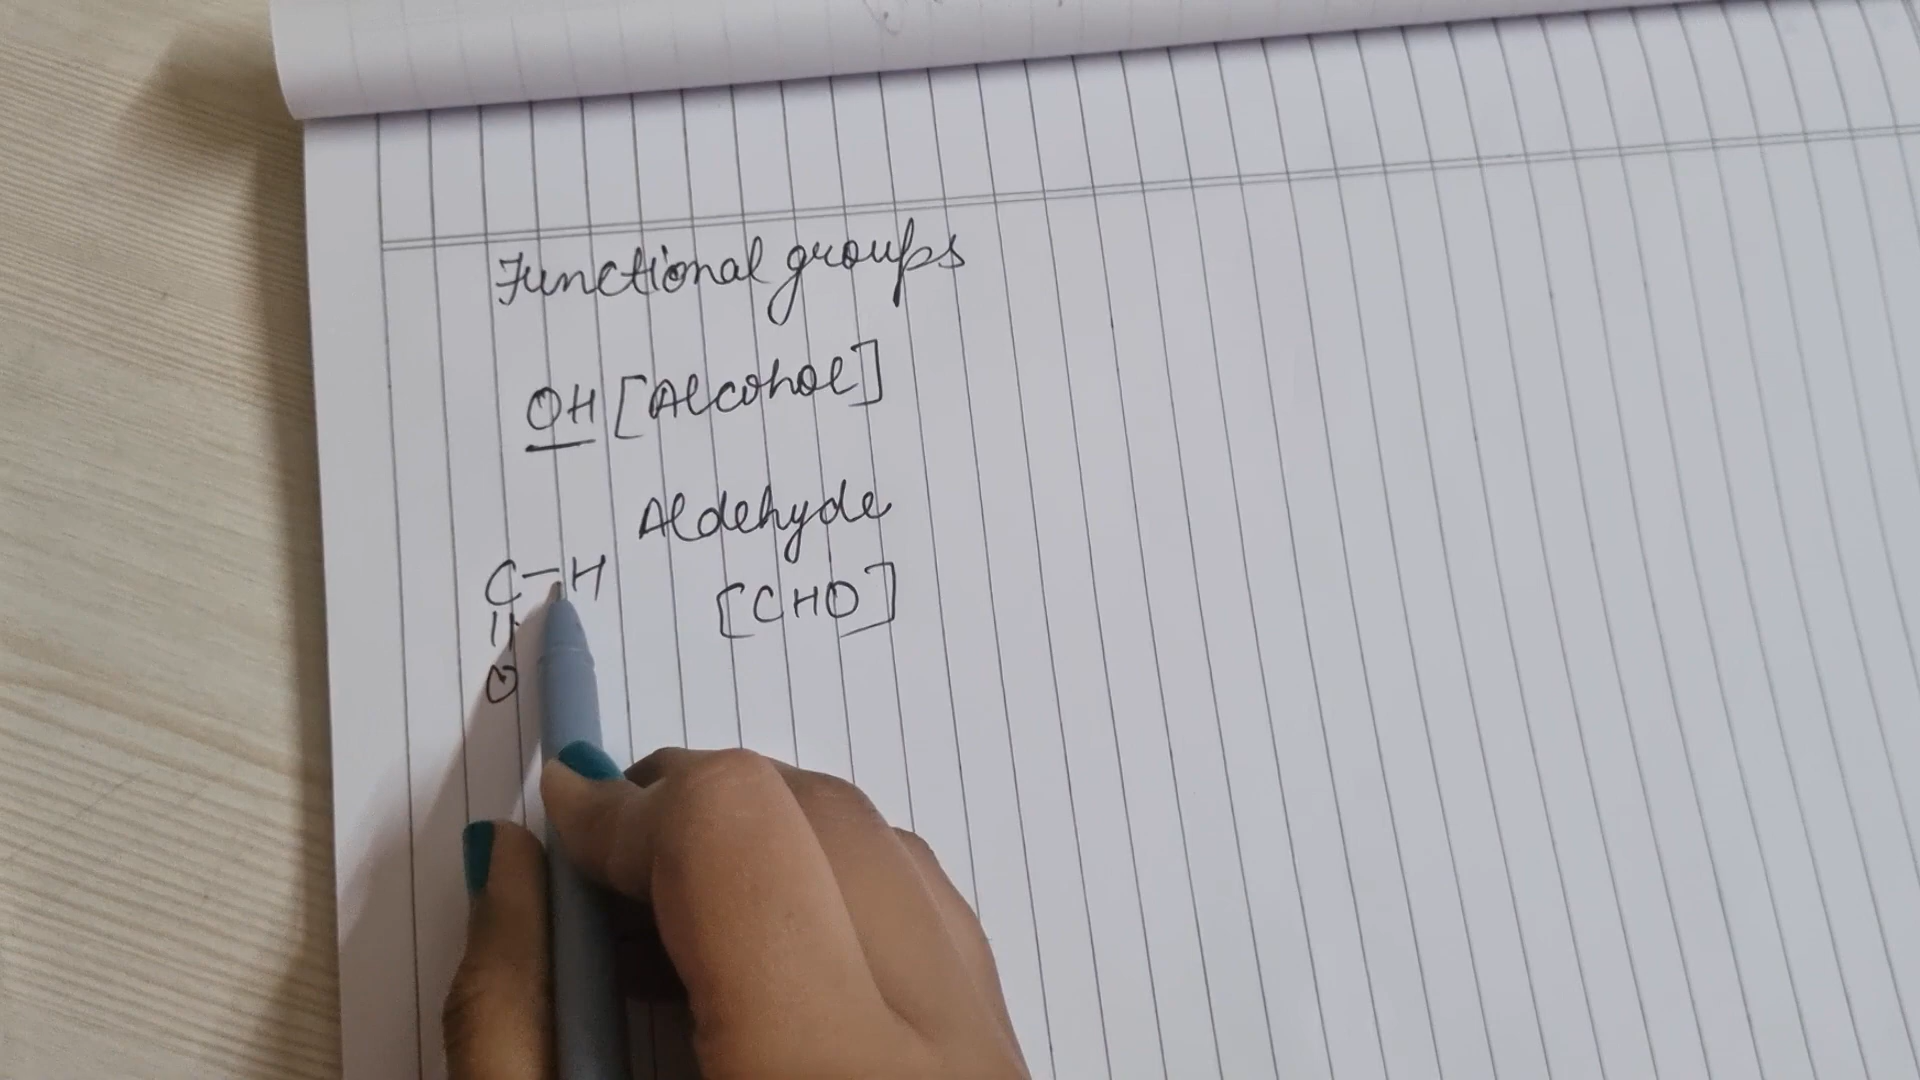 Functional groups
OH [Alcohol]
Aldehyde
C-H
[CHO]
||
O